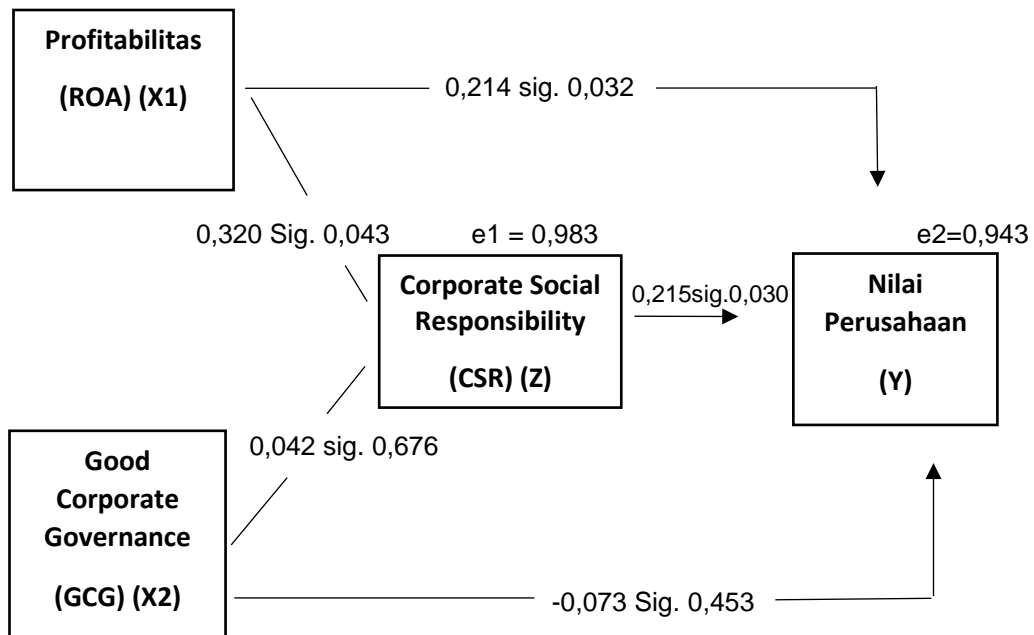 Profitabilitas
(ROA) (X1)
0,214 sig. 0,032
0,320 Sig. 0,043
e1 = 0,983
e2=0,943
Corporate Social
Responsibility
(CSR) (Z)
0,215sig.0,030
Nilai
Perusahaan
(Y)
0,042 sig. 0,676
Good
Corporate
Governance
(GCG) (X2)
-0,073 Sig. 0,453